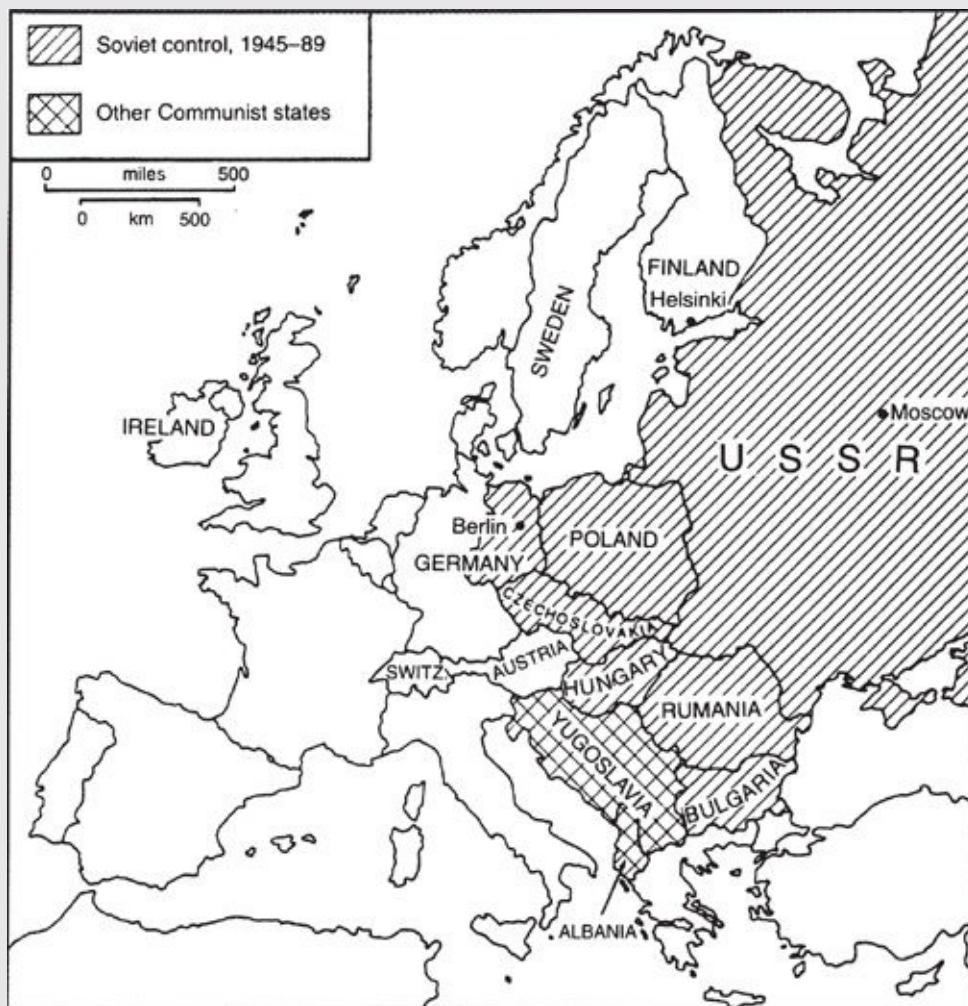 Soviet control, 1945–89
Other Communist states
0 miles 500
0 km 500
FINLAND
Helsinki
SWEDEN
IRELAND
Moscow
U S S R
Berlin
GERMANY
POLAND
CZECHOSLOVAKIA
SWITZ.
AUSTRIA
HUNGARY
RUMANIA
YUGOSLAVIA
BULGARIA
ALBANIA